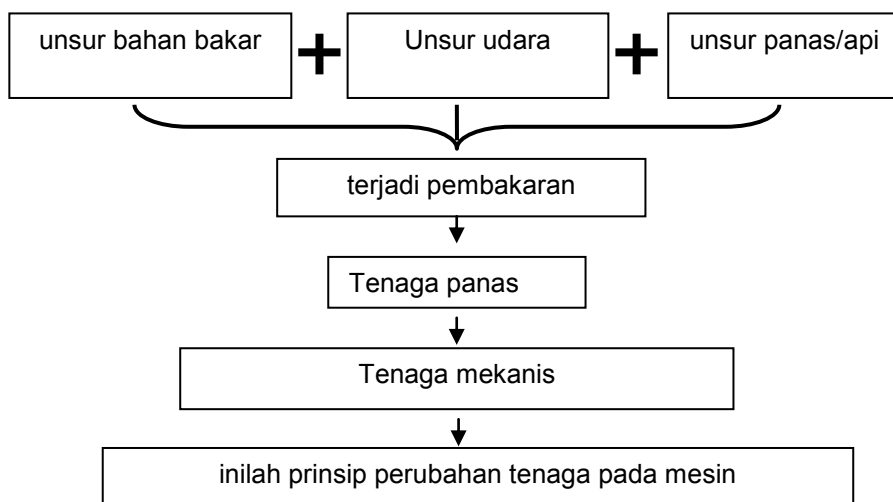 unsur bahan bakar + Unsur udara + unsur panas/api
terjadi pembakaran
Tenaga panas
Tenaga mekanis
inilah prinsip perubahan tenaga pada mesin